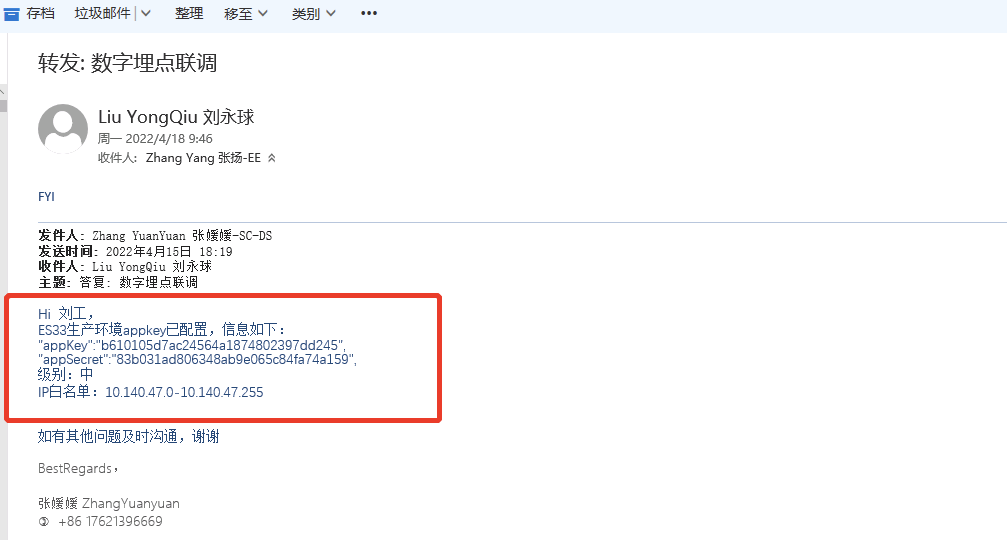 存档 垃圾邮件 整理 移至 类别 •••
转发: 数字埋点联调
Liu YongQiu 刘永球
周一 2022/4/18 9:46
收件人: Zhang Yang 张扬-EE
FYI
发件人: Zhang YuanYuan 张媛媛-SC-DS
发送时间: 2022年4月15日 18:19
收件人: Liu YongQiu 刘永球
主题: 答复: 数字埋点联调
Hi 刘工，
ES33生产环境appkey已配置，信息如下：
"appKey":"b610105d7ac24564a1874802397dd245",
"appSecret":"83b031ad806348ab9e065c84fa74a159",
级别：中
IP白名单：10.140.47.0-10.140.47.255
如有其他问题及时沟通，谢谢
BestRegards，
张媛媛 ZhangYuanyuan
+86 17621396669